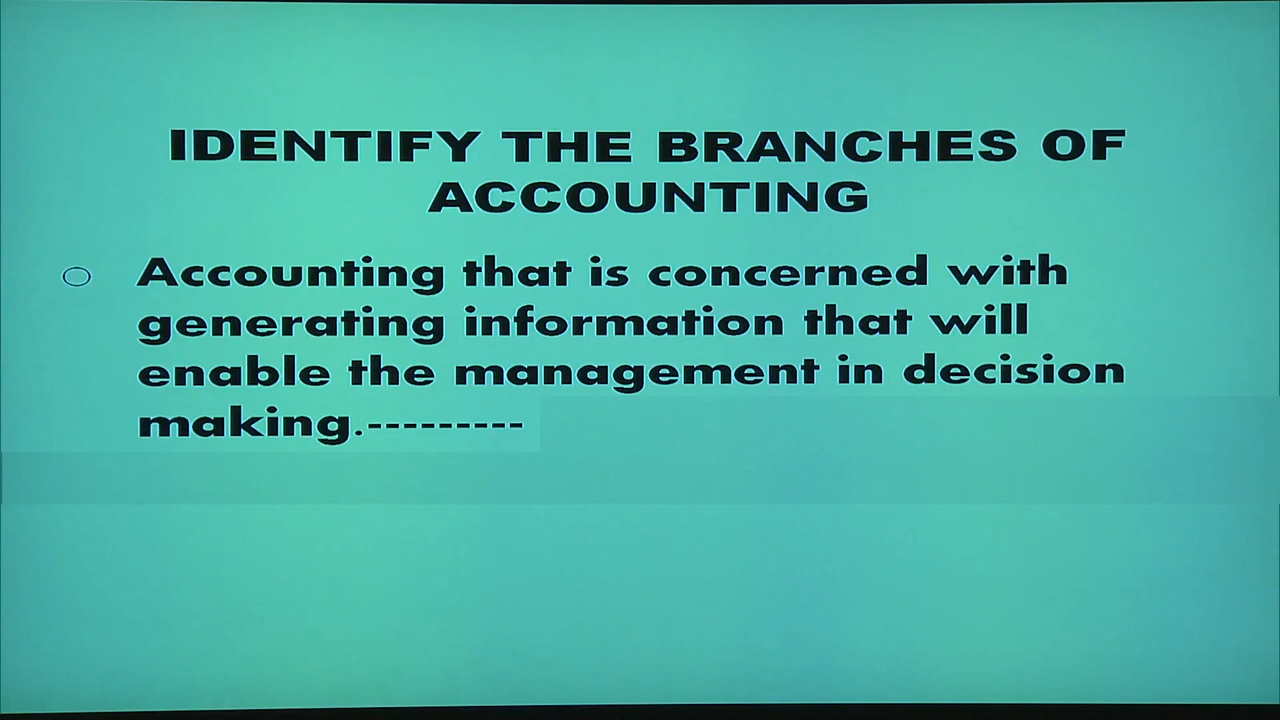 IDENTIFY THE BRANCHES OF
ACCOUNTING
Accounting that is concerned with
generating information that will
enable the management in decision
making.---------